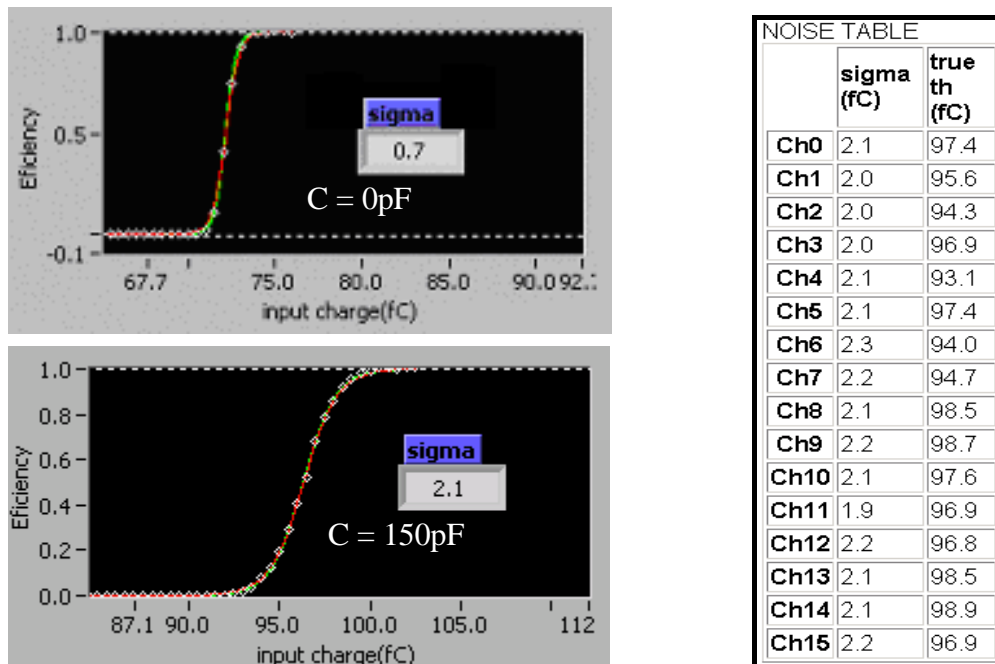 1.0
0.5
-0.1
Eficiency
sigma
0.7
C = 0pF
67.7 75.0 80.0 85.0 90.0 92.
input charge(fC)
1.0
0.8
0.6
0.4
0.2
0.0
Eficiency
sigma
2.1
C = 150pF
87.1 90.0 95.0 100.0 105.0 112
input charge(fC)
NOISE TABLE
sigma (fC) true th (fC)
Ch0 2.1 97.4
Ch1 2.0 95.6
Ch2 2.0 94.3
Ch3 2.0 96.9
Ch4 2.1 93.1
Ch5 2.1 97.4
Ch6 2.3 94.0
Ch7 2.2 94.7
Ch8 2.1 98.5
Ch9 2.2 98.7
Ch10 2.1 97.6
Ch11 1.9 96.9
Ch12 2.2 96.8
Ch13 2.1 98.5
Ch14 2.1 98.9
Ch15 2.2 96.9